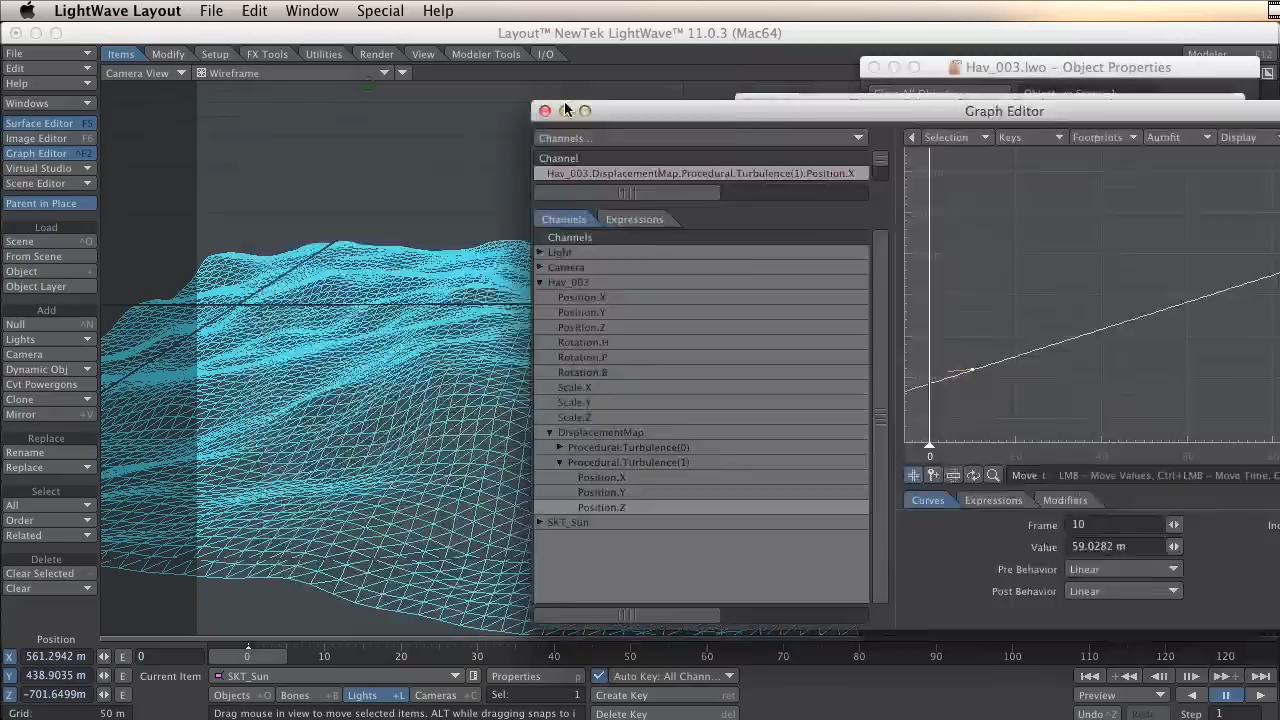 LightWave Layout File Edit Window Special Help
Layout™ NewTek LightWave™ 11.0.3 (Mac64)
File Items Modify Setup FX Tools Utilities Render View Modeler Tools I/O Modeler F12
Edit Camera View Wireframe Hav_003.lwo - Object Properties
Help
Windows
Surface Editor F5
Image Editor F6
Graph Editor ^F2
Virtual Studio
Scene Editor
Parent in Place
Load
Scene ^O
From Scene
Object +
Object Layer
Add
Null ^N
Lights
Camera
Dynamic Obj
Cvt Powergons
Clone
Mirror +V
Replace
Rename
Replace
Select
All
Order
Related
Delete
Clear Selected
Clear
Graph Editor
Channels ..
Selection Keys Footprints Autofit Display
Channel
Hav_003.DisplacementMap.Procedural.Turbulence(1).Position.X
Channels Expressions
Channels
Light
Camera
Hav_003
Position.X
Position.Y
Position.Z
Rotation.H
Rotation.P
Rotation.B
Scale.X
Scale.Y
Scale.Z
DisplacementMap
Procedural.Turbulence(0)
Procedural.Turbulence(1)
Position.X
Position.Y
Position.Z
SKT_Sun
0
Move t LMB - Move Values, Ctrl+LMB - Move Time, C
Curves Expressions Modifiers
Frame 10
Value 59.0282 m
Pre Behavior Linear
Post Behavior Linear
Position
X 561.2942 m E 0 0 10 20 30 40 50 60 70 80 90 100 110 120 120
Y 438.9035 m E Current Item SKT_Sun Properties p Auto Key: All Chann...
Z -701.6499m E Objects +O Bones +B Lights +L Cameras +C Sel: 1 Create Key ret Preview
Grid: 50 m Drag mouse in view to move selected items. ALT while dragging snaps to i Delete Key del Undo ^Z Step 1